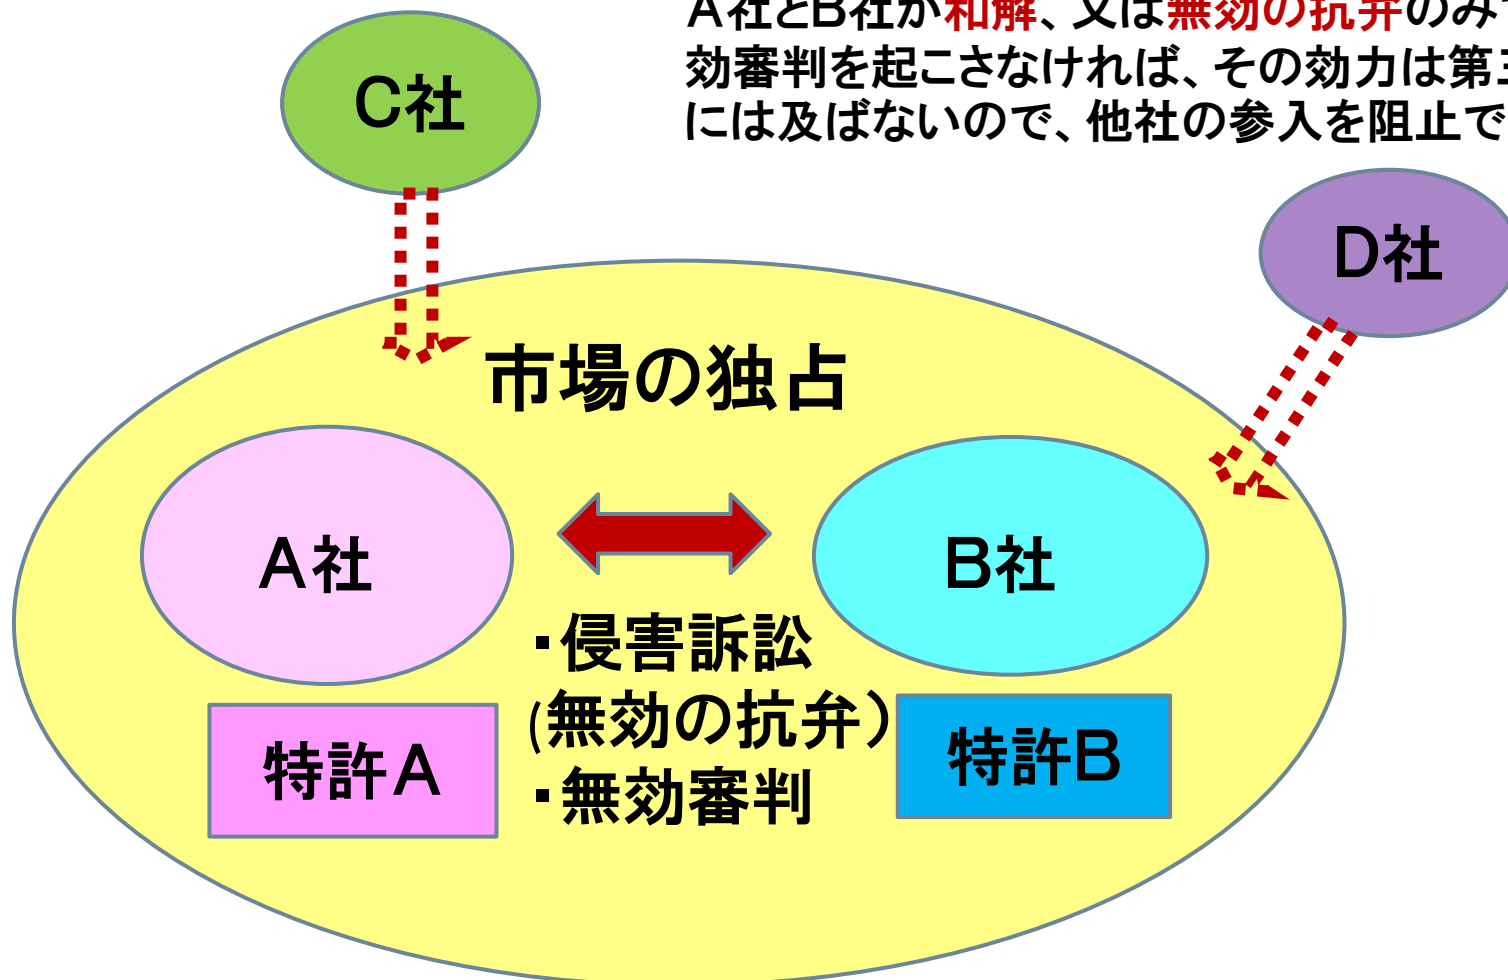 A社とB社が和解、又は無効の抗弁のみで
効審判を起こさなければ、その効力は第三
には及ばないので、他社の参入を阻止で
C社
D社
市場の独占
A社
B社
・侵害訴訟
(無効の抗弁）
・無効審判
特許A
特許B